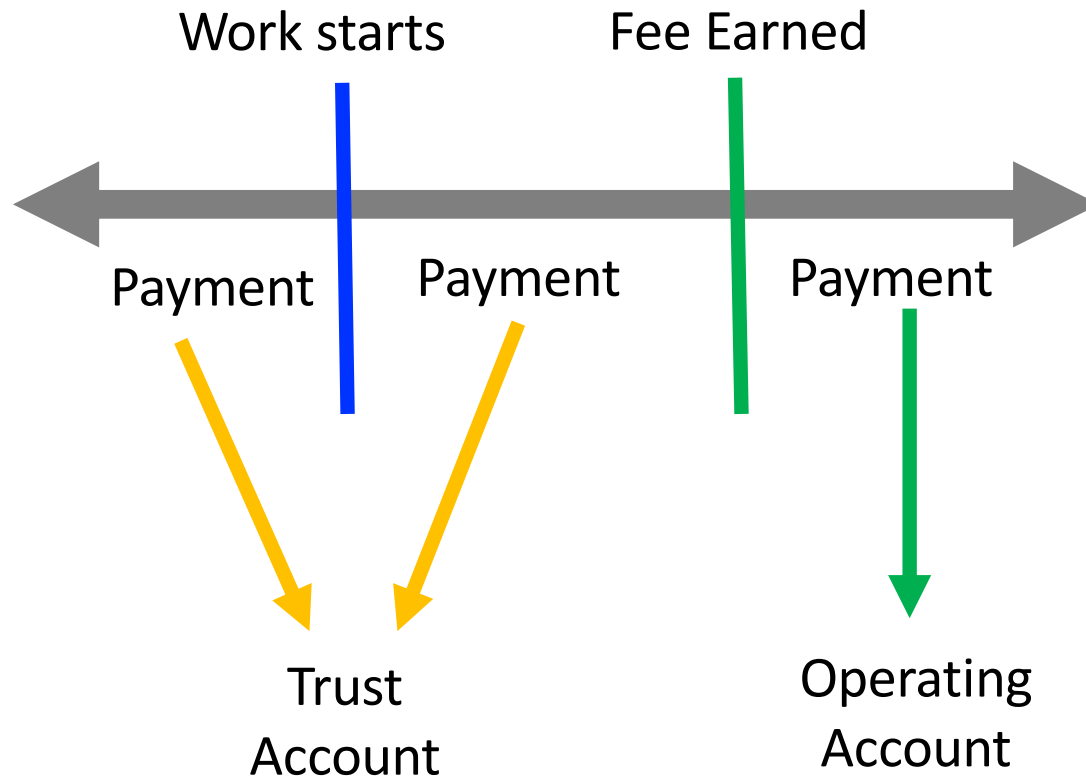 Work starts
Fee Earned
Payment
Payment
Payment
Trust
Account
Operating
Account